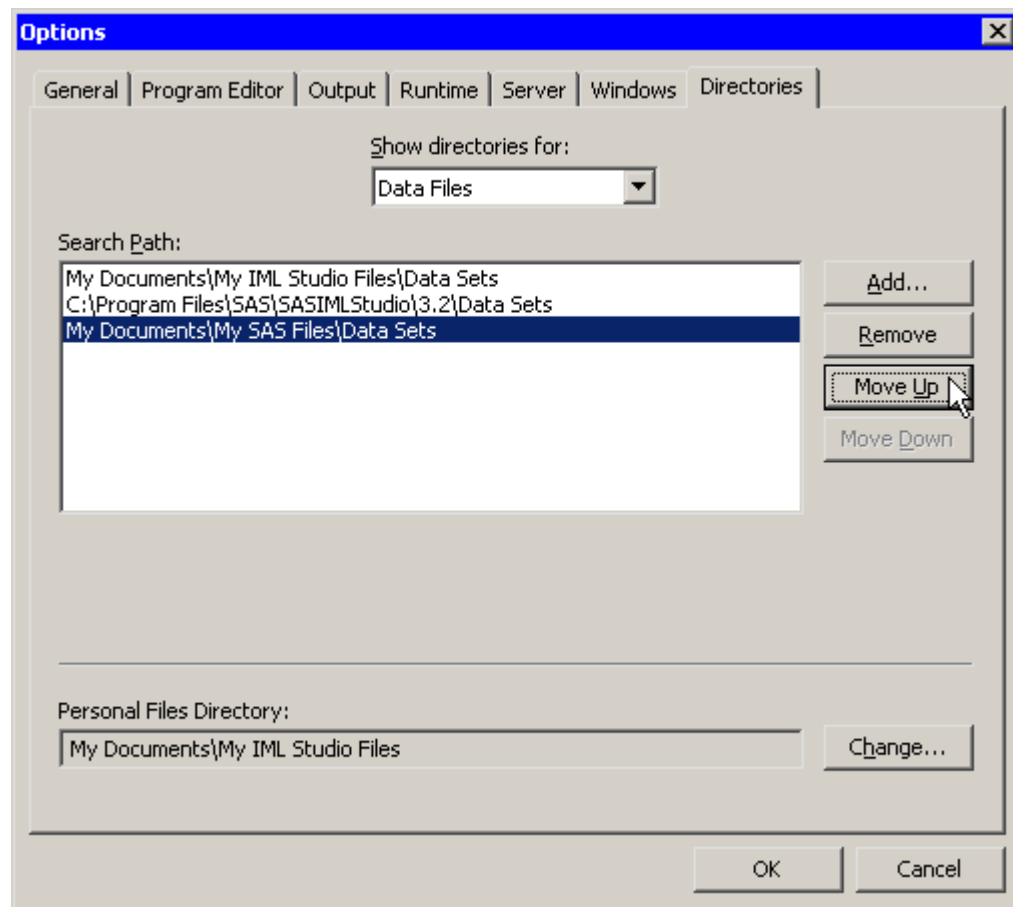 Options
General Program Editor Output Runtime Server Windows Directories
Show directories for:
Data Files
Search Path:
My Documents\My IML Studio Files\Data Sets
C:\Program Files\SAS\SASIMLStudio\3.2\Data Sets
My Documents\My SAS Files\Data Sets
Add...
Remove
Move Up
Move Down
Personal Files Directory:
My Documents\My IML Studio Files
Change...
OK Cancel